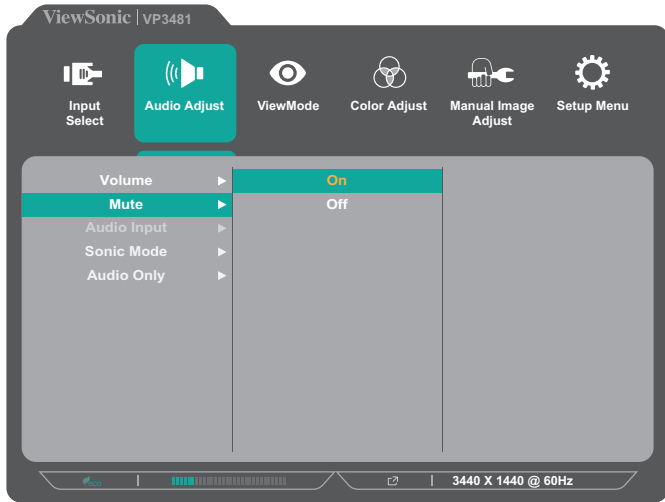 ViewSonic | VP3481
Input Select
Audio Adjust
ViewMode
Color Adjust
Manual Image Adjust
Setup Menu
Volume
On
Mute
Off
Audio Input
Sonic Mode
Audio Only
eco
3440 X 1440 @ 60Hz